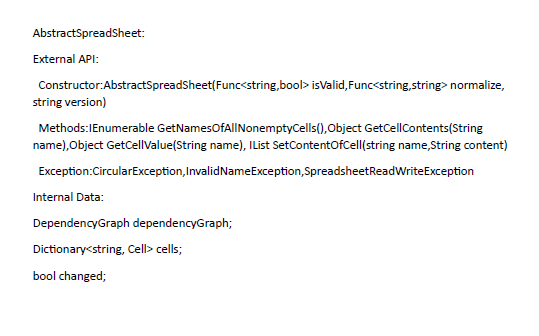 AbstractSpreadSheet:
External API:
Constructor:AbstractSpreadSheet(Func<string,bool> isValid,Func<string,string> normalize,
string version)
Methods:IEnumerable GetNamesOfAllNonemptyCells(),Object GetCellContents(String
name),Object GetCellValue(String name), IList SetContentOfCell(string name,String content)
Exception:CircularException,InvalidNameException,SpreadsheetReadWriteException
Internal Data:
DependencyGraph dependencyGraph;
Dictionary<string, Cell> cells;
bool changed;